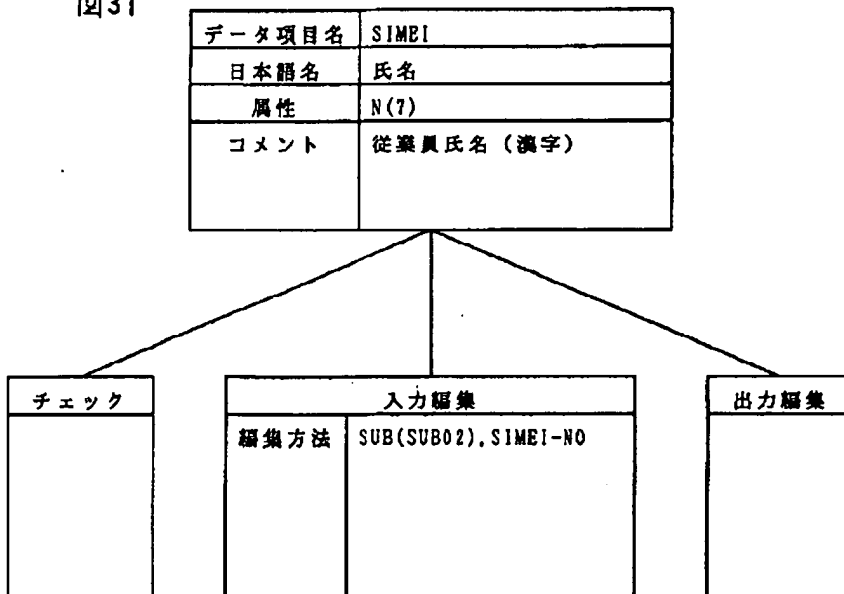 図31
データ項目名 SIMEI
日本語名 氏名
属性 N(7)
コメント 従業員氏名（漢字）
チェック 入力編集 出力編集
編集方法 SUB(SUB02),SIMEI-NO